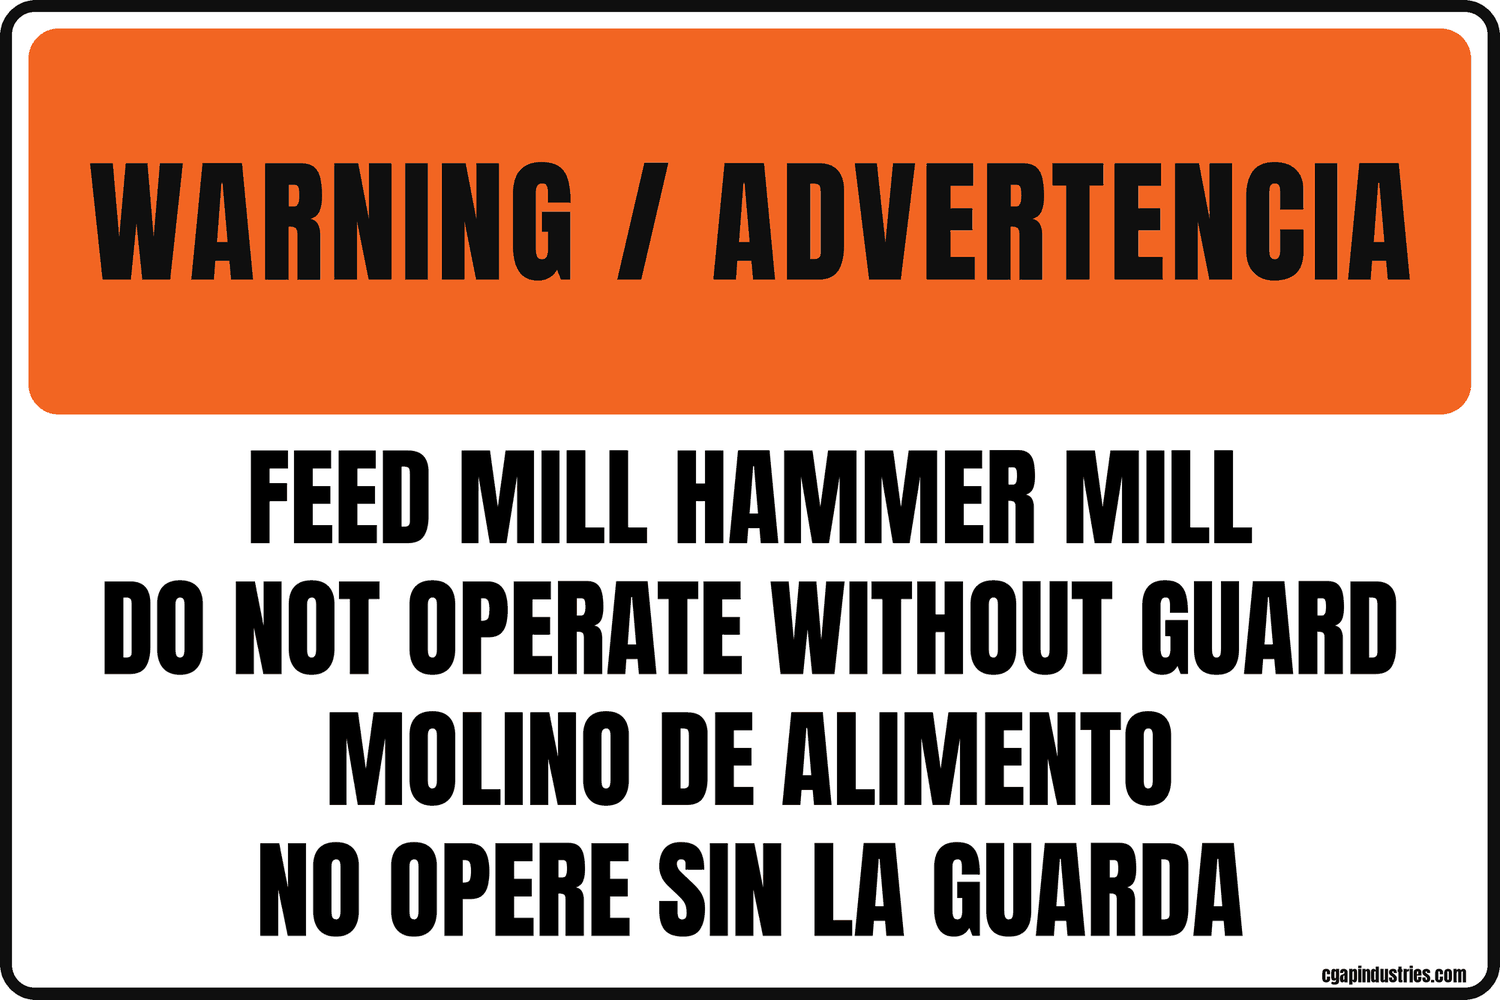 WARNING / ADVERTENCIA
FEED MILL HAMMER MILL
DO NOT OPERATE WITHOUT GUARD
MOLINO DE ALIMENTO
NO OPERE SIN LA GUARDA
cgapindustries.com